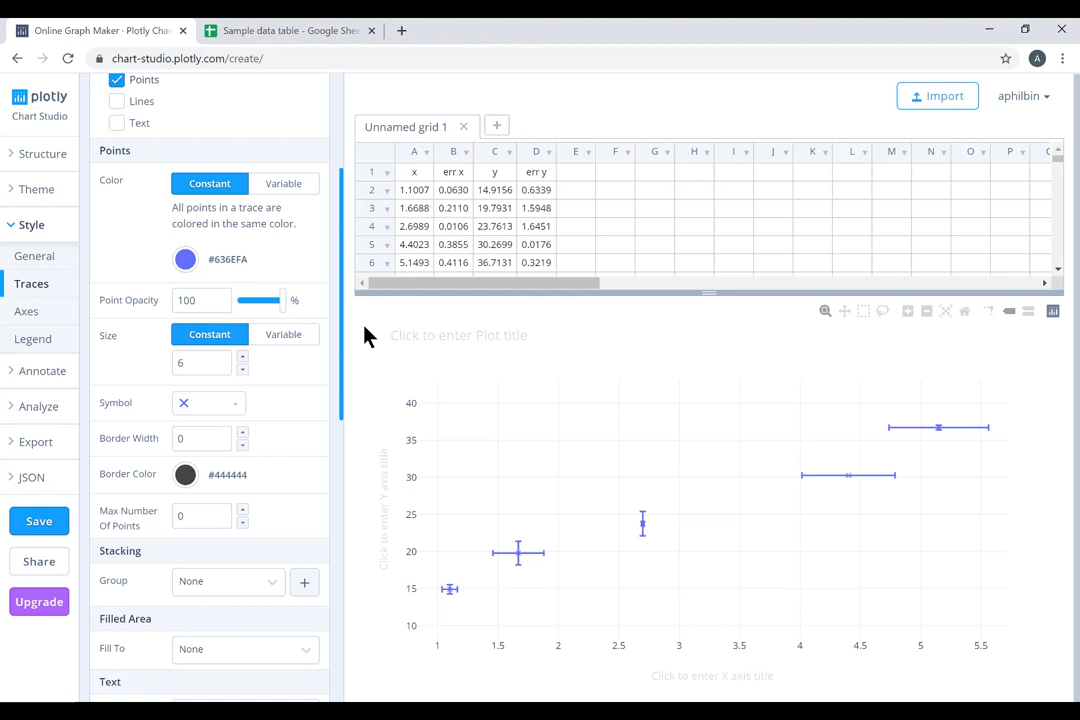 Online Graph Maker · Plotly Cha
Sample data table - Google Shee
chart-studio.plotly.com/create/
A
plotly
Chart Studio
Structure
Theme
Style
General
Traces
Axes
Legend
Annotate
Analyze
Export
JSON
Save
Share
Upgrade
Points
Lines
Text
Points
Color
Constant
Variable
All points in a trace are
colored in the same color.
#636EFA
Point Opacity
100
%
Size
Constant
Variable
6
Symbol
Border Width
0
Border Color
#444444
Max Number
Of Points
0
Stacking
Group
None
Filled Area
Fill To
None
Text
Import
aphilbin
Unnamed grid 1
A B C D E F G H I J K L M N O P
1 x err x y err y
2 1.1007 0.0630 14.9156 0.6339
3 1.6688 0.2110 19.7931 1.5948
4 2.6989 0.0106 23.7613 1.6451
5 4.4023 0.3855 30.2699 0.0176
6 5.1493 0.4116 36.7131 0.3219
Click to enter Plot title
Click to enter Y axis title
40
35
30
25
20
15
10
1 1.5 2 2.5 3 3.5 4 4.5 5 5.5
Click to enter X axis title